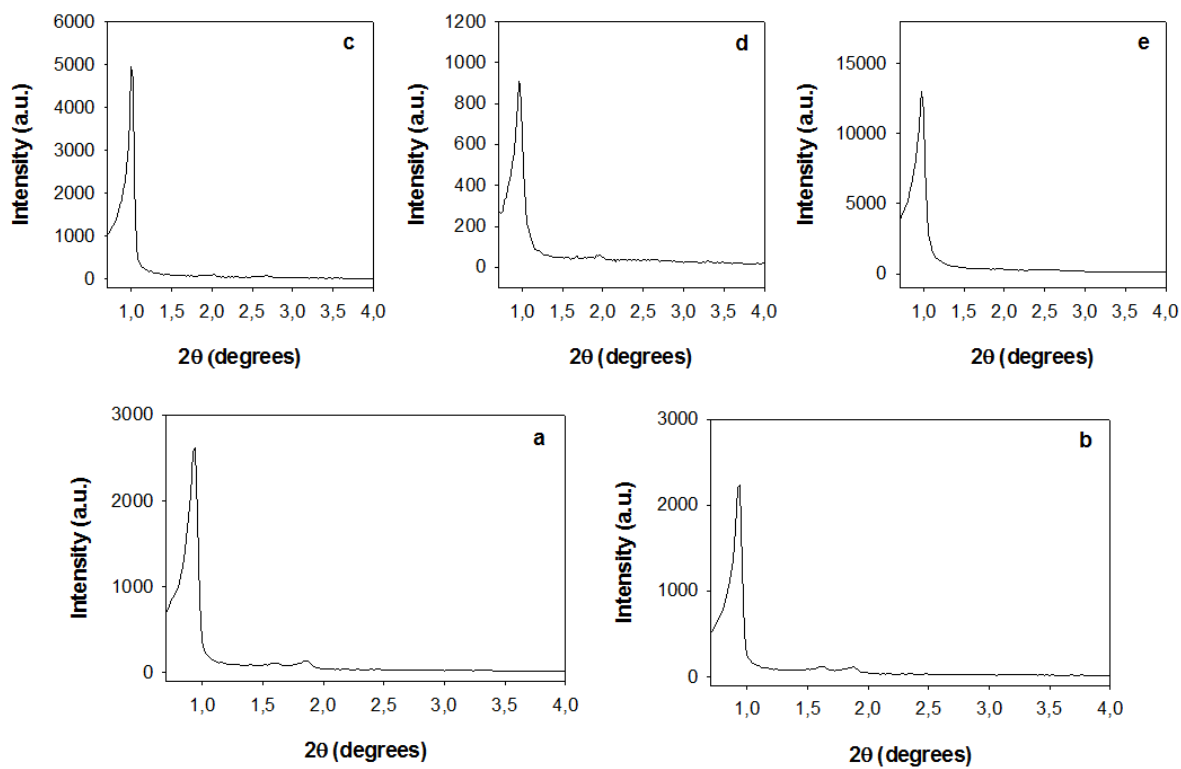 c
Intensity (a.u.)
6000
5000
4000
3000
2000
1000
0
1,0 1,5 2,0 2,5 3,0 3,5 4,0
2θ (degrees)
d
Intensity (a.u.)
1200
1000
800
600
400
200
0
1,0 1,5 2,0 2,5 3,0 3,5 4,0
2θ (degrees)
e
Intensity (a.u.)
15000
10000
5000
0
1,0 1,5 2,0 2,5 3,0 3,5 4,0
2θ (degrees)
a
Intensity (a.u.)
3000
2000
1000
0
1,0 1,5 2,0 2,5 3,0 3,5 4,0
2θ (degrees)
b
Intensity (a.u.)
3000
2000
1000
0
1,0 1,5 2,0 2,5 3,0 3,5 4,0
2θ (degrees)